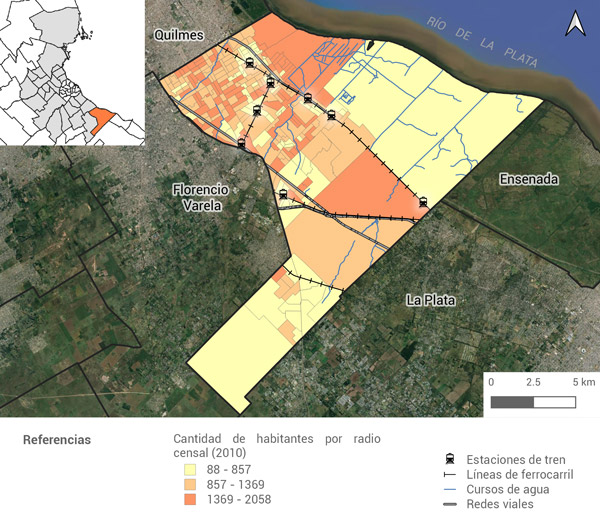 RÍO DE LA PLATA
Quilmes
Ensenada
Florencio
Varela
La Plata
0 2.5 5 km
Referencias
Cantidad de habitantes por radio
censal (2010)
88 - 857
857 - 1369
1369 - 2058
Estaciones de tren
Líneas de ferrocarril
Cursos de agua
Redes viales